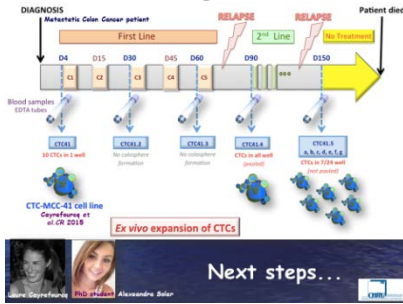 DIAGNOSIS
Metastatic Colon Cancer patient
RELAPSE
RELAPSE
Patient died
First Line
2nd Line
No Treatment
D4
D15
D30
D45
D60
D90
D150
C1
C2
C3
C4
C5
Blood samples
EDTA tubes
CTC41
CTC41.2
CTC41.3
CTC41.4
CTC41.5
a, b, c, d, e, f, g
10 CTCs in 1 well
No colosphere
formation
No colosphere
formation
CTCs in all well
(pooled)
CTCs in 7/24 well
(not pooled)
CTC-MCC-41 cell line
Cayrefourcq et
al. CR 2015
Ex vivo expansion of CTCs
Laure Cayrefourcq
PhD student Alexandra Soler
Next steps...